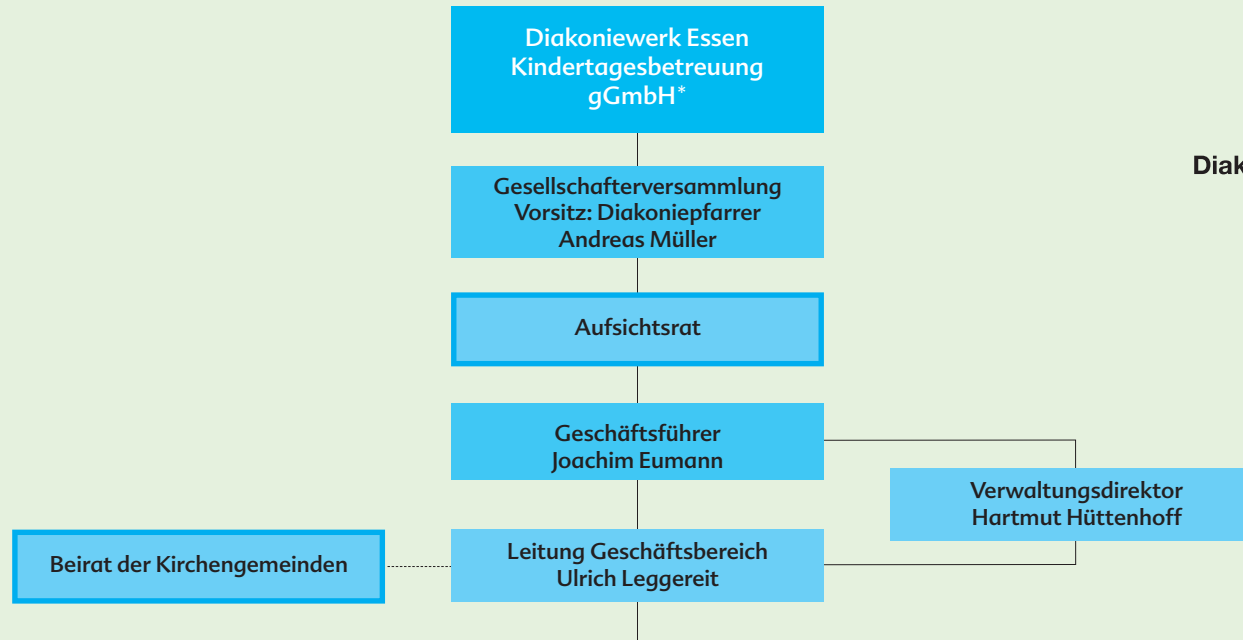 Diakoniewerk Essen
Kindertagesbetreuung
gGmbH*
Gesellschafterversammlung
Vorsitz: Diakoniepfarrer
Andreas Müller
Diak
Aufsichtsrat
Geschäftsführer
Joachim Eumann
Verwaltungsdirektor
Hartmut Hüttenhoff
Beirat der Kirchengemeinden
Leitung Geschäftsbereich
Ulrich Leggereit